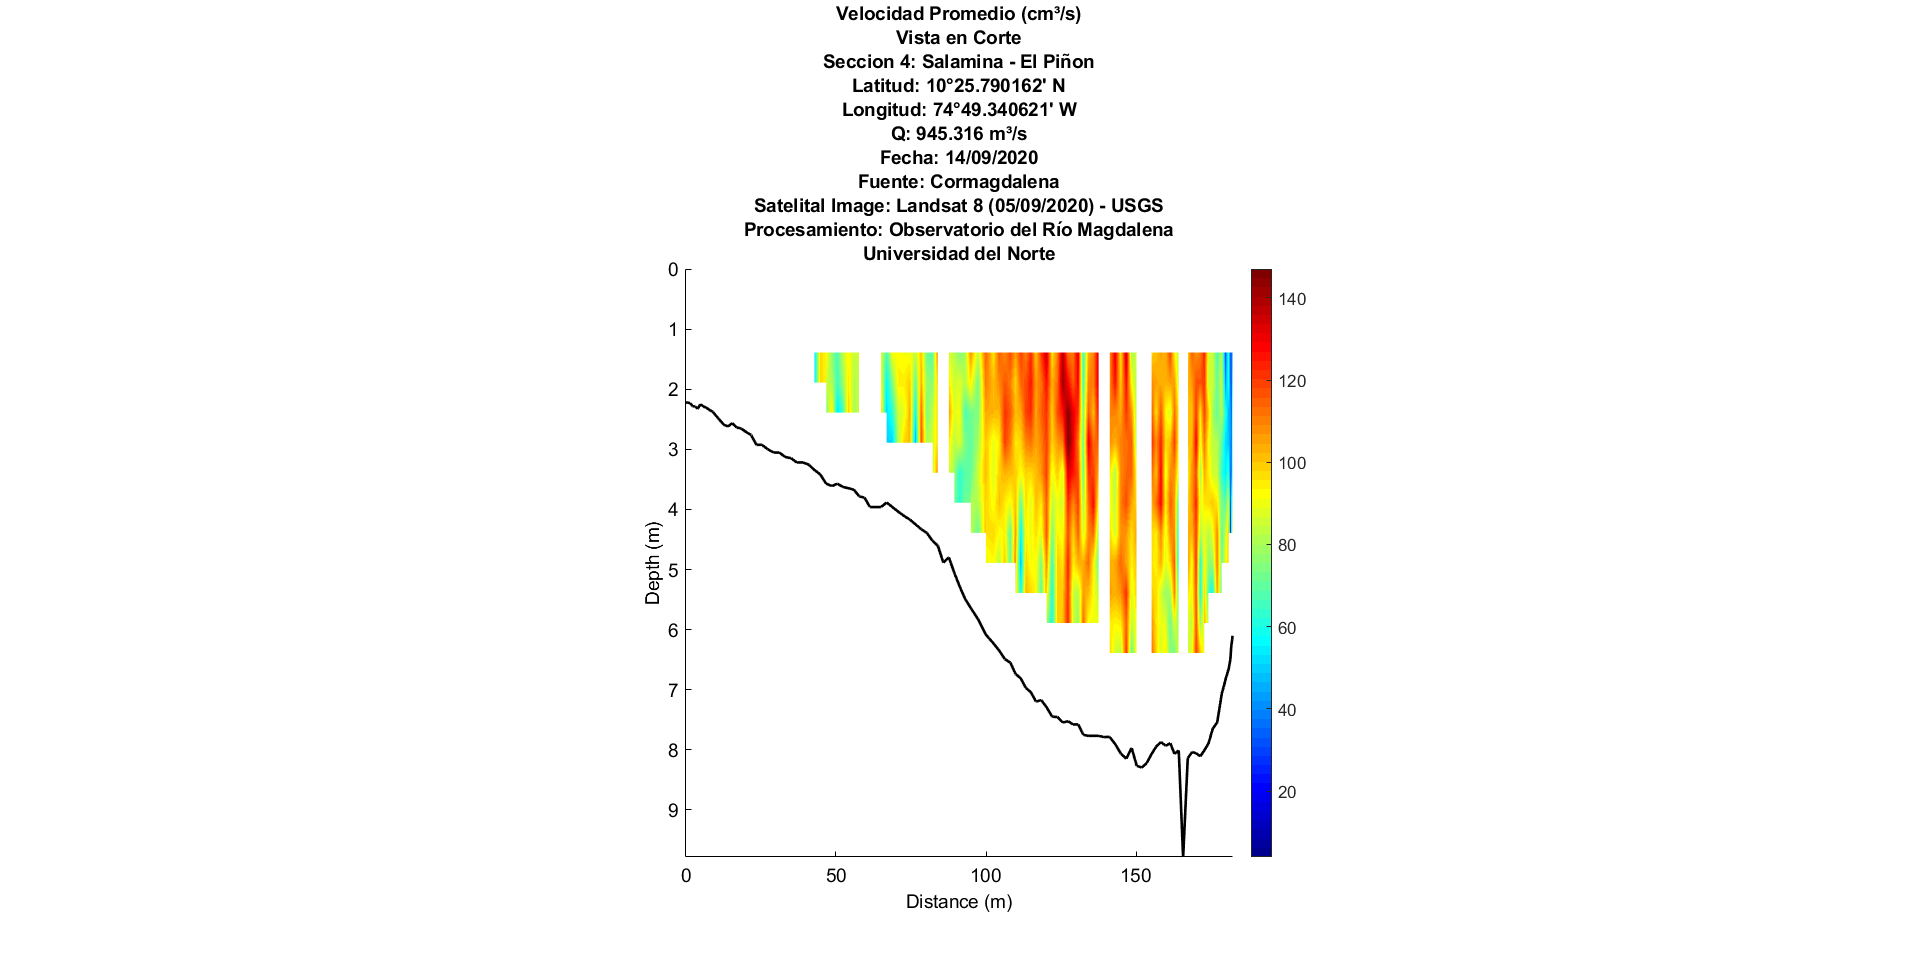 Velocidad Promedio (cm³/s)
Vista en Corte
Seccion 4: Salamina - El Piñon
Latitud: 10°25.790162' N
Longitud: 74°49.340621' W
Q: 945.316 m³/s
Fecha: 14/09/2020
Fuente: Cormagdalena
Satelital Image: Landsat 8 (05/09/2020) - USGS
Procesamiento: Observatorio del Río Magdalena
Universidad del Norte
0
1
2
3
4
5
6
7
8
9
Depth (m)
0 50 100 150
Distance (m)
140
120
100
80
60
40
20